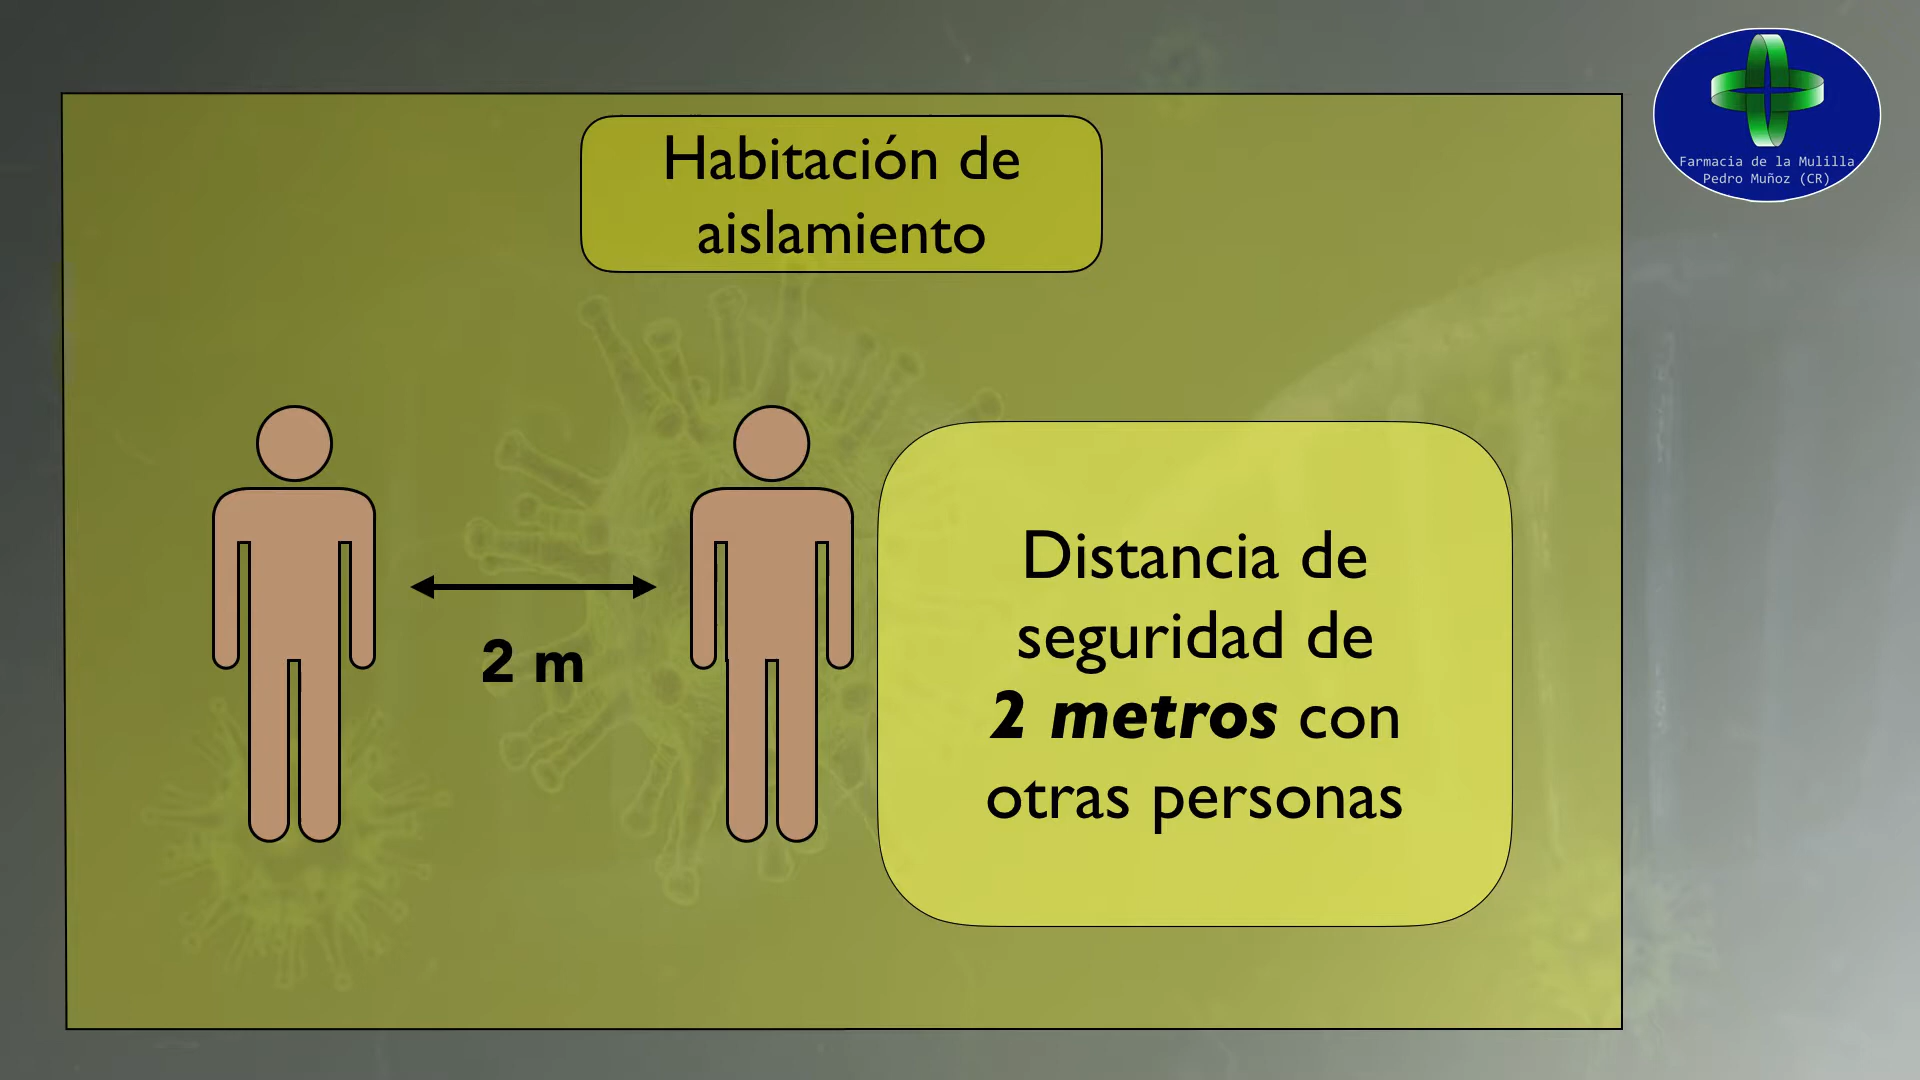 Habitación de
aislamiento
Farmacia de la Mulilla
Pedro Muñoz (CR)
2 m
Distancia de
seguridad de
2 metros con
otras personas